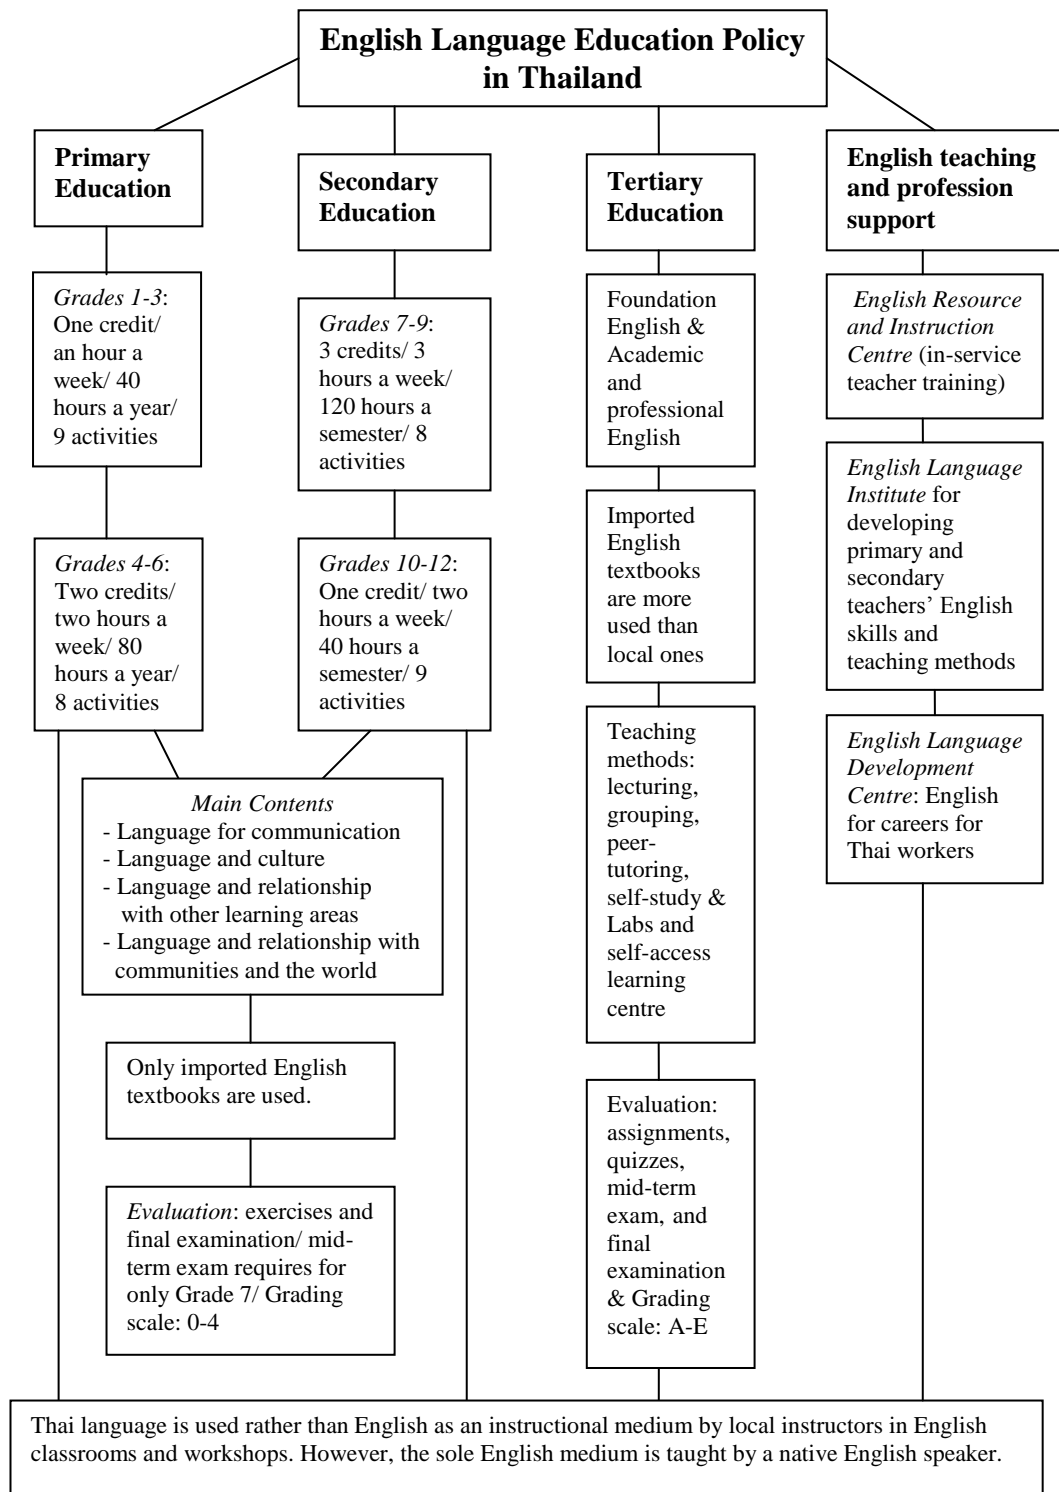 English Language Education Policy
in Thailand
Primary
Education
Secondary
Education
Tertiary
Education
English teaching
and profession
support
Grades 1-3:
One credit/
an hour a
week/ 40
hours a year/
9 activities
Grades 7-9:
3 credits/ 3
hours a week/
120 hours a
semester/ 8
activities
Foundation
English &
Academic
and
professional
English
English Resource
and Instruction
Centre (in-service
teacher training)
Grades 4-6:
Two credits/
two hours a
week/ 80
hours a year/
8 activities
Grades 10-12:
One credit/ two
hours a week/
40 hours a
semester/ 9
activities
Imported
English
textbooks
are more
used than
local ones
English Language
Institute for
developing
primary and
secondary
teachers’ English
skills and
teaching methods
Main Contents
- Language for communication
- Language and culture
- Language and relationship
with other learning areas
- Language and relationship with
communities and the world
Teaching
methods:
lecturing,
grouping,
peer-
tutoring,
self-study &
Labs and
self-access
learning
centre
English Language
Development
Centre: English
for careers for
Thai workers
Only imported English
textbooks are used.
Evaluation: exercises and
final examination/ mid-
term exam requires for
only Grade 7/ Grading
scale: 0-4
Evaluation:
assignments,
quizzes,
mid-term
exam, and
final
examination
& Grading
scale: A-E
Thai language is used rather than English as an instructional medium by local instructors in English
classrooms and workshops. However, the sole English medium is taught by a native English speaker.